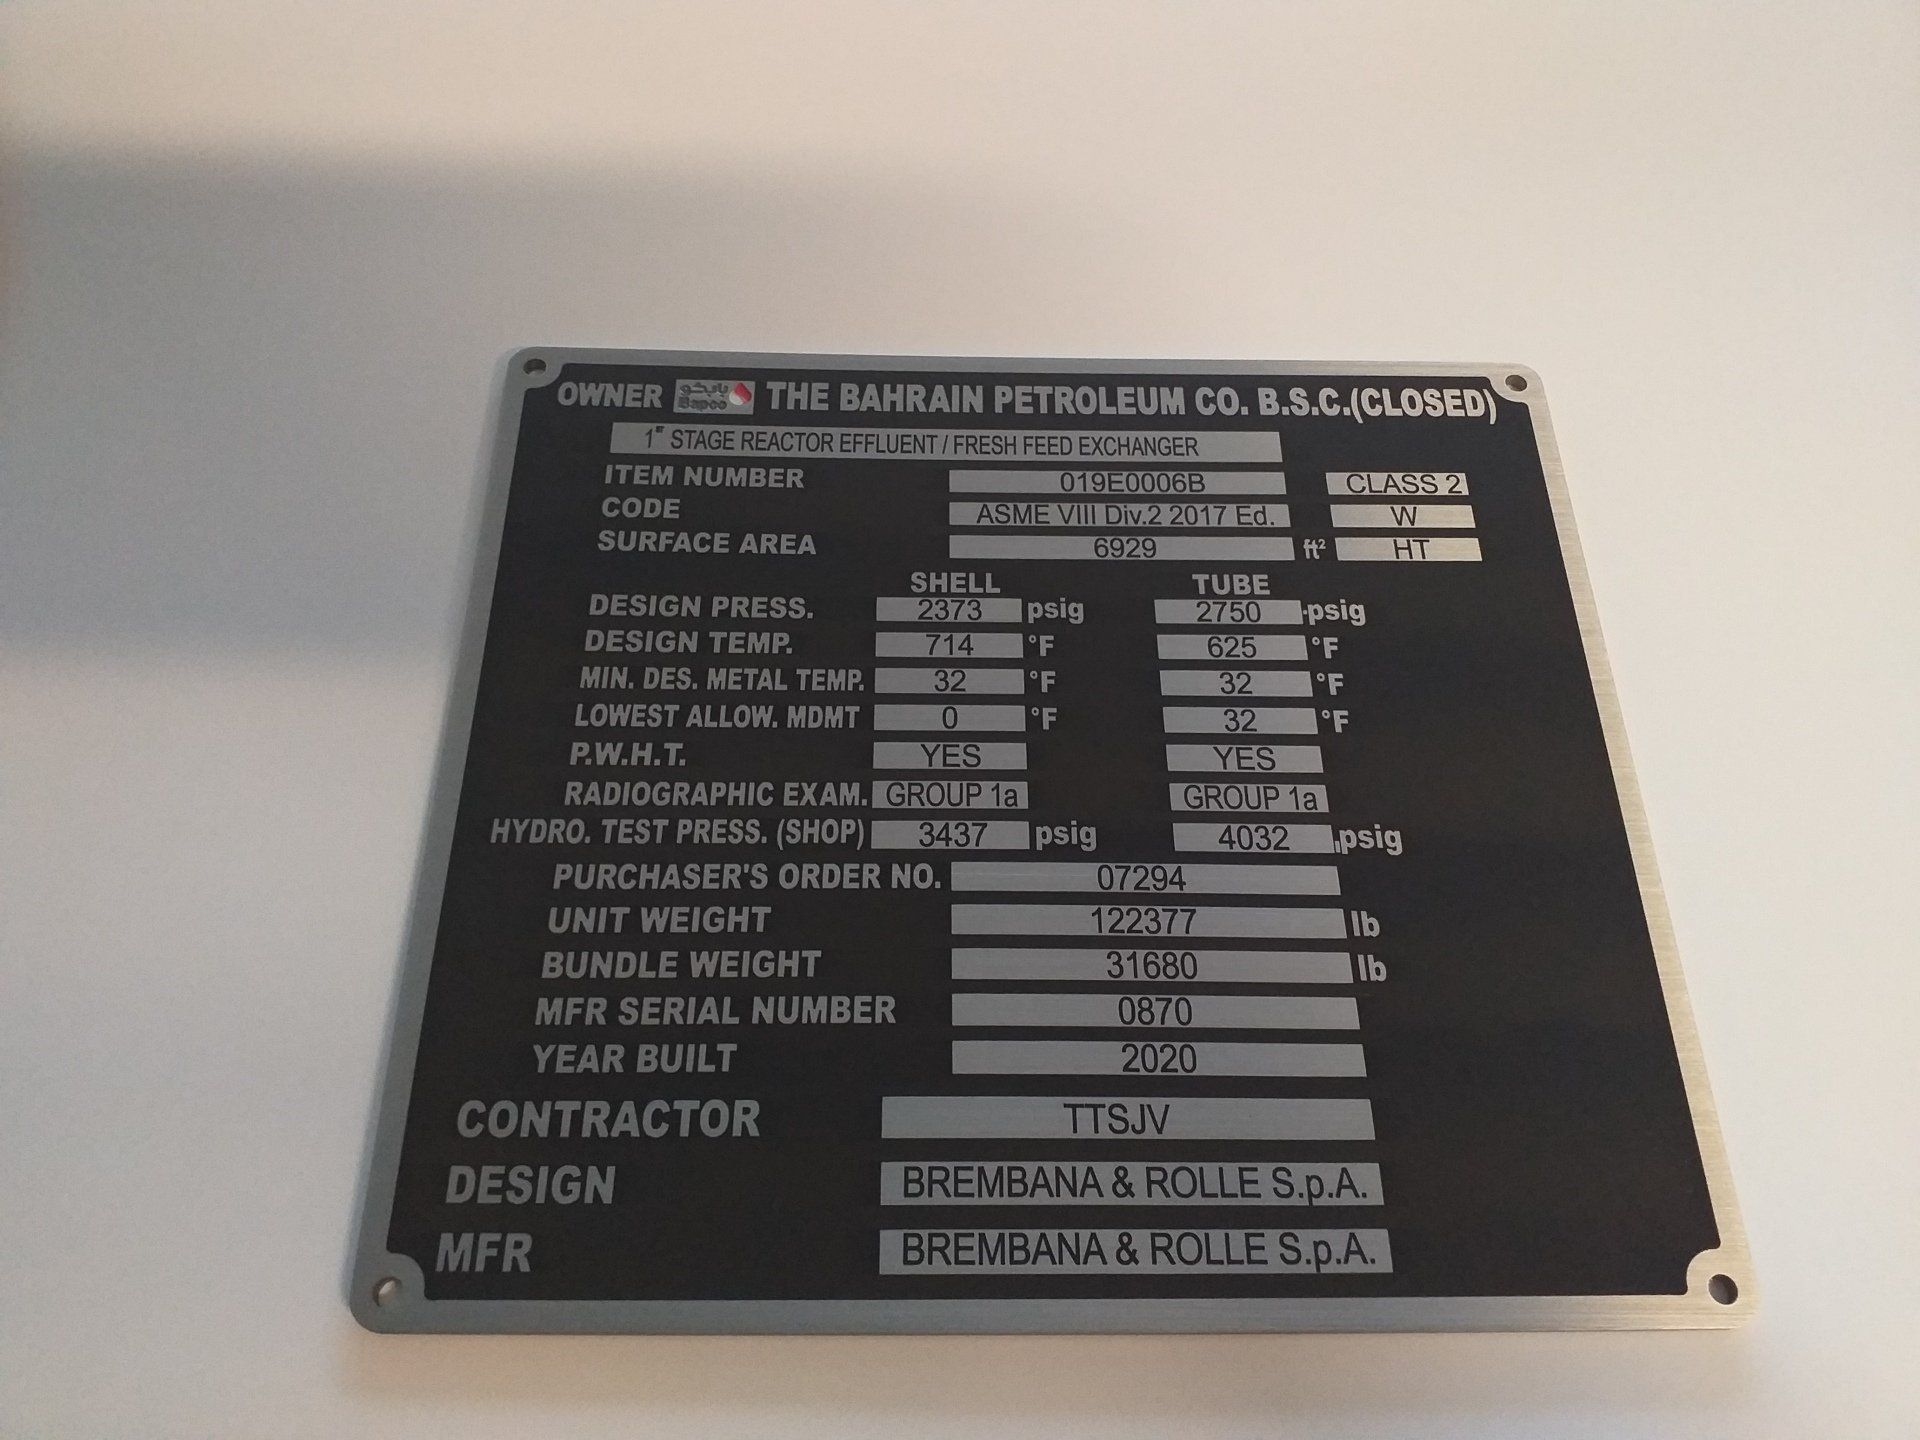 OWNER بابكو Bapco THE BAHRAIN PETROLEUM CO. B.S.C.(CLOSED)
1ST STAGE REACTOR EFFLUENT / FRESH FEED EXCHANGER
ITEM NUMBER 019E0006B CLASS 2
CODE ASME VIII Div.2 2017 Ed. W
SURFACE AREA 6929 ft² HT
SHELL TUBE
DESIGN PRESS. 2373 psig 2750 psig
DESIGN TEMP. 714 °F 625 °F
MIN. DES. METAL TEMP. 32 °F 32 °F
LOWEST ALLOW. MDMT 0 °F 32 °F
P.W.H.T. YES YES
RADIOGRAPHIC EXAM. GROUP 1a GROUP 1a
HYDRO. TEST PRESS. (SHOP) 3437 psig 4032 psig
PURCHASER'S ORDER NO. 07294
UNIT WEIGHT 122377 lb
BUNDLE WEIGHT 31680 lb
MFR SERIAL NUMBER 0870
YEAR BUILT 2020
CONTRACTOR TTSJV
DESIGN BREMBANA & ROLLE S.p.A.
MFR BREMBANA & ROLLE S.p.A.